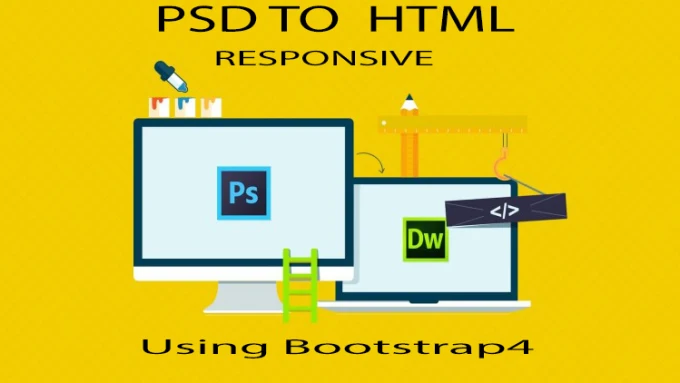 PSD TO HTML
RESPONSIVE
Ps
</>
Dw
Using Bootstrap4